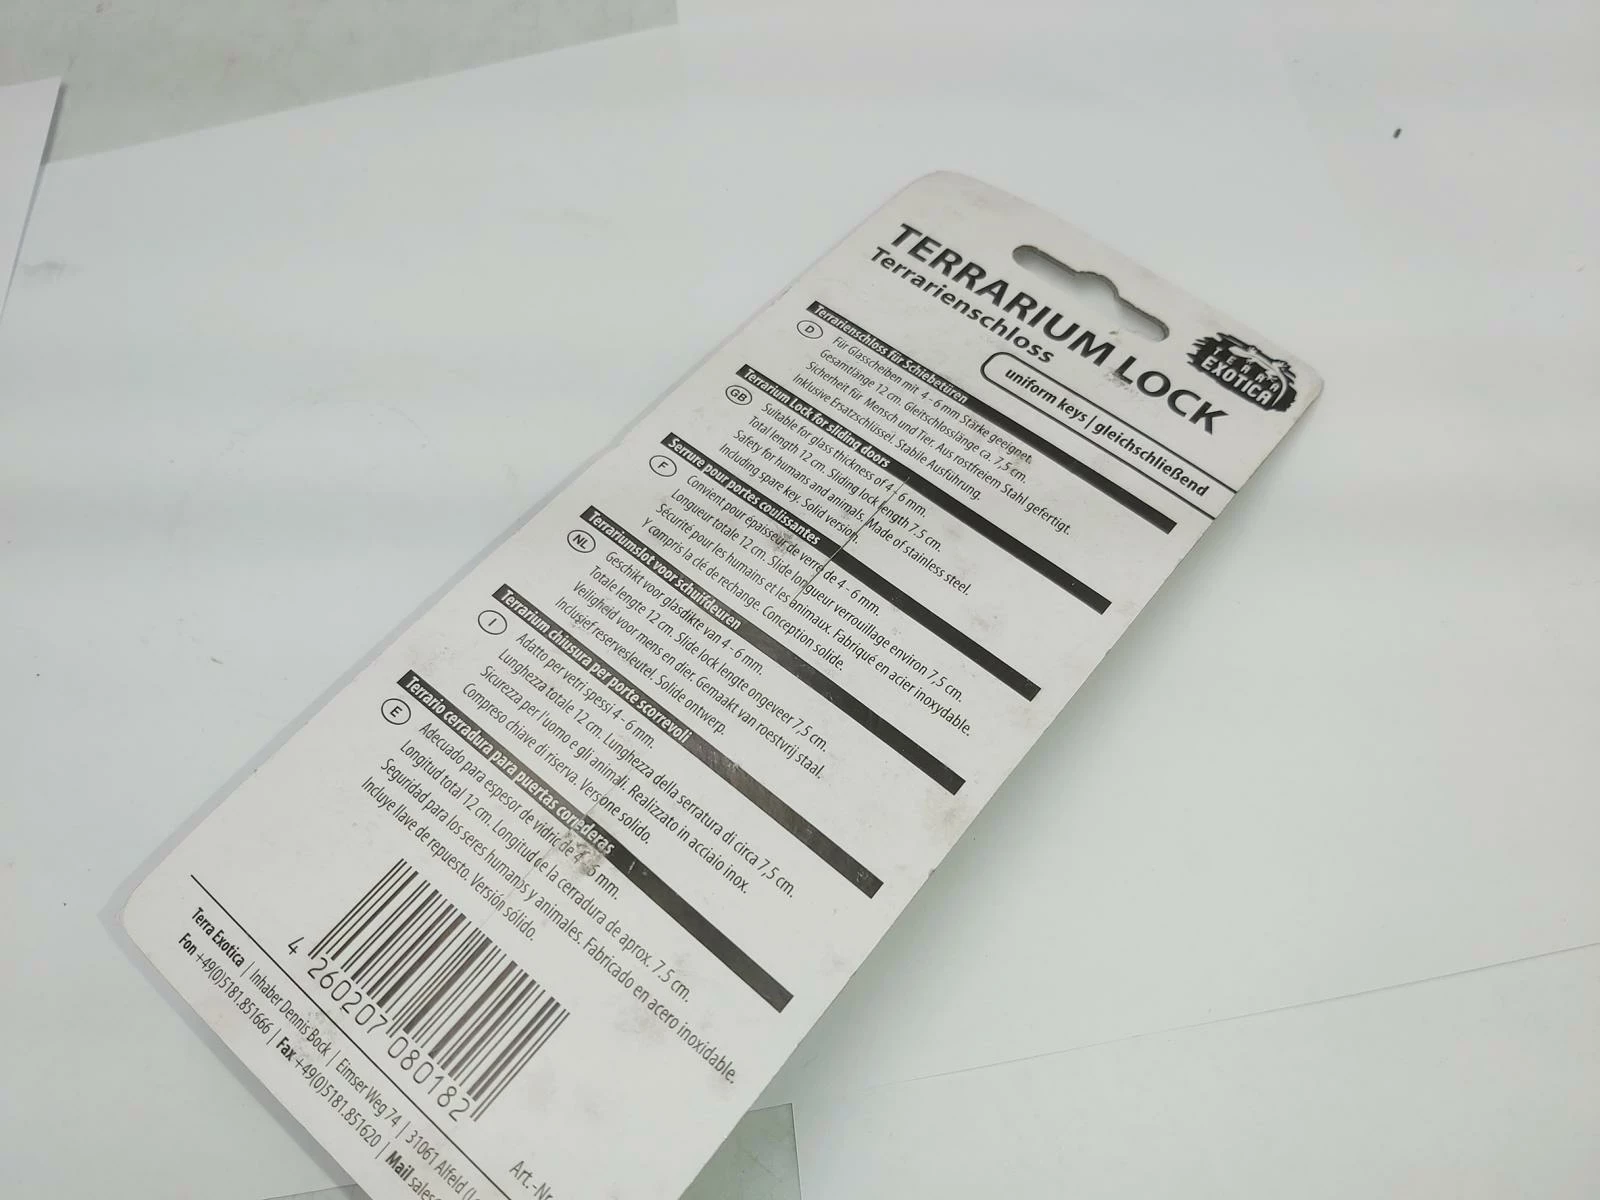 TERRARIUM LOCK
Terrarienschloss
TERRA
EXOTICA
uniform keys | gleichschließend
Terrarienschloss für Schiebetüren
D
Für Glasscheiben mit 4 - 6 mm Stärke geeignet.
Gesamtlänge 12 cm. Gleitschlosslänge ca. 7,5 cm.
Sicherheit für Mensch und Tier. Aus rostfreiem Stahl gefertigt.
Inklusive Ersatzschlüssel. Stabile Ausführung.
Terrarium Lock for sliding doors
GB
Suitable for glass thickness of 4 - 6 mm.
Total length 12 cm. Sliding lock length 7.5 cm.
Safety for humans and animals. Made of stainless steel.
Including spare key. Solid version.
Serrure pour portes coulissantes
F
Convient pour épaisseur de verre de 4 - 6 mm.
Longueur totale 12 cm. Slide longueur verrouillage environ 7,5 cm.
Sécurité pour les humains et les animaux. Fabriqué en acier inoxydable.
Y compris la clé de rechange. Conception solide.
Terrariumslot voor schuifdeuren
NL
Geschikt voor glasdikte van 4 - 6 mm.
Totale lengte 12 cm. Slide lock lengte ongeveer 7,5 cm.
Veiligheid voor mens en dier. Gemaakt van roestvrij staal.
Inclusief reservesleutel. Solide ontwerp.
Terrarium chiusura per porte scorrevoli
I
Adatto per vetri spessi 4 - 6 mm.
Lunghezza totale 12 cm. Lunghezza della serratura di circa 7,5 cm.
Sicurezza per l'uomo e gli animali. Realizzato in acciaio inox.
Compreso chiave di riserva. Versione solido.
Terrario cerradura para puertas correderas
E
Adecuado para espesor de vidrio de 4 - 6 mm.
Longitud total 12 cm. Longitud de la cerradura de aprox. 7.5 cm.
Seguridad para los seres humanos y animales. Fabricado en acero inoxidable.
Incluye llave de repuesto. Versión sólido.
4 260207 080182
Art.-Nr
Terra Exotica | Inhaber Dennis Bock | Eimser Weg 74 | 31061 Alfeld
Fon +49(0)5181.851666 | Fax +49(0)5181.851620 | Mail sales